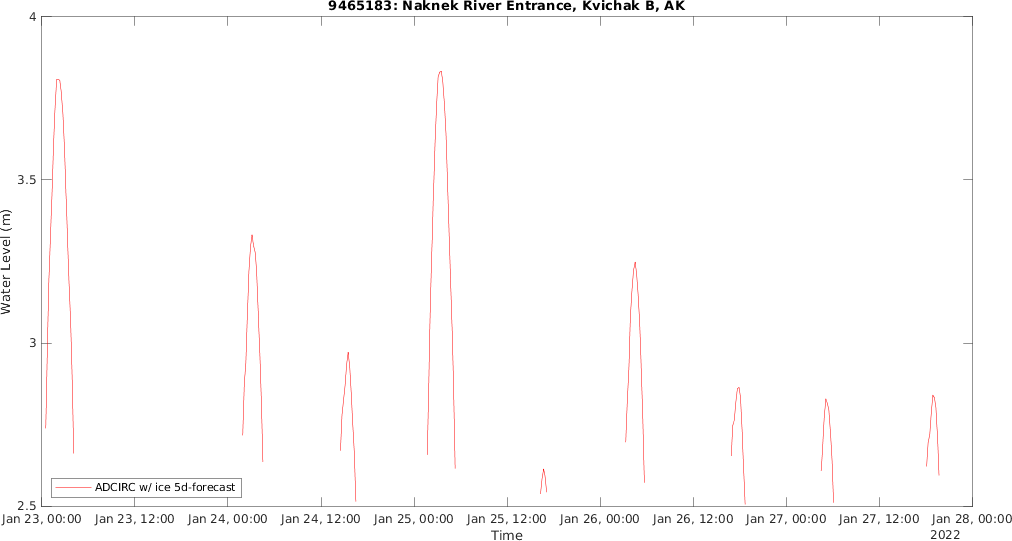 9465183: Naknek River Entrance, Kvichak B, AK
4
3.5
3
2.5
Water Level (m)
ADCIRC w/ ice 5d-forecast
Jan 23, 00:00 Jan 23, 12:00 Jan 24, 00:00 Jan 24, 12:00 Jan 25, 00:00 Jan 25, 12:00 Jan 26, 00:00 Jan 26, 12:00 Jan 27, 00:00 Jan 27, 12:00 Jan 28, 00:00
Time
2022